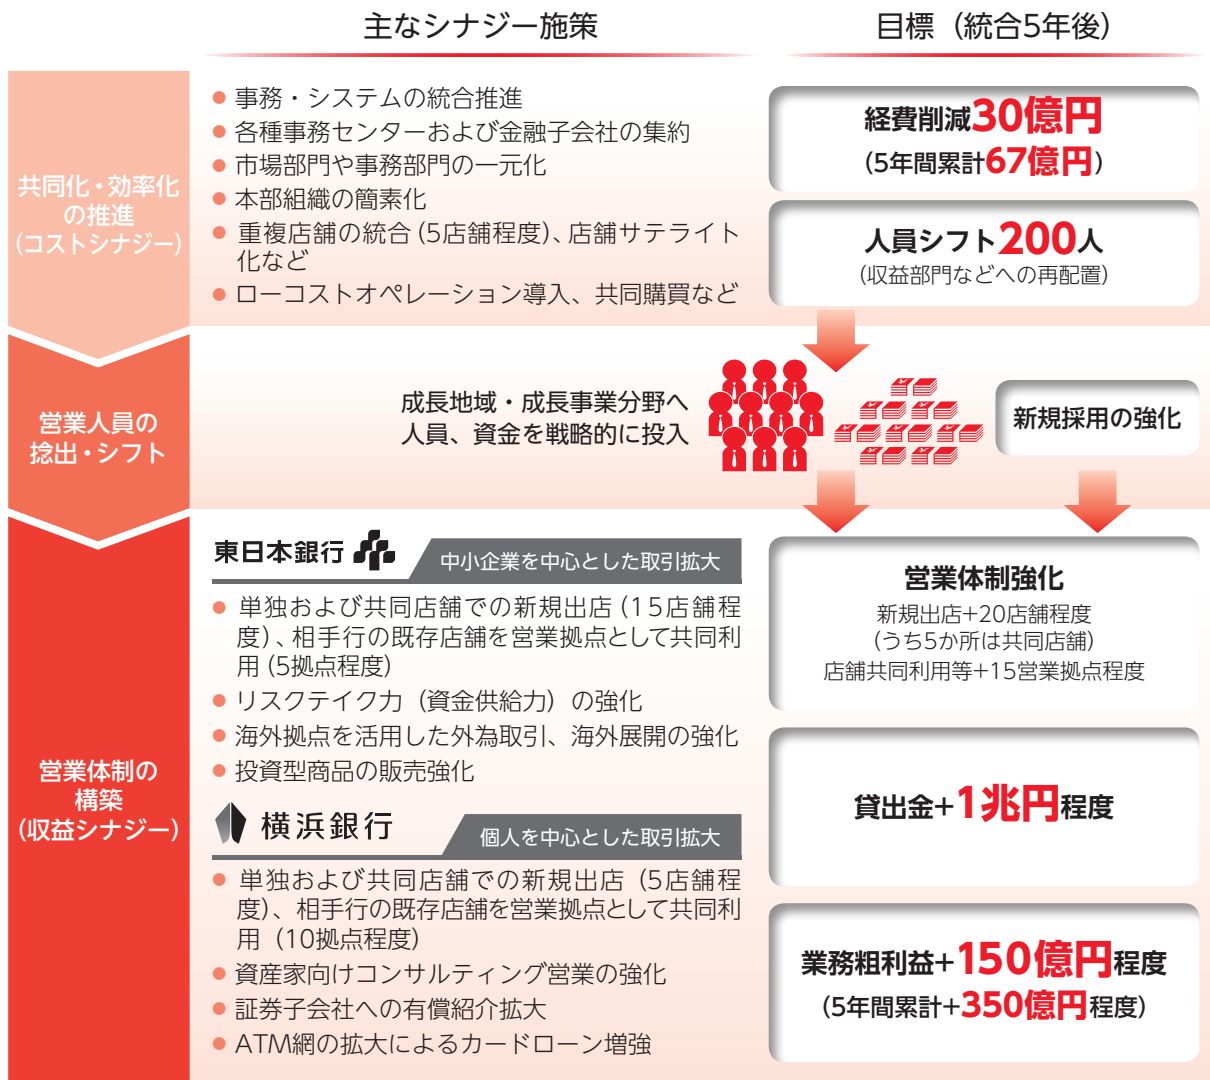 主なシナジー施策
目標（統合5年後）
共同化・効率化
の推進
(コストシナジー)
● 事務・システムの統合推進
● 各種事務センターおよび金融子会社の集約
● 市場部門や事務部門の一元化
● 本部組織の簡素化
● 重複店舗の統合(5店舗程度)、店舗サテライト
化など
● ローコストオペレーション導入、共同購買など
経費削減30億円
(5年間累計67億円)
人員シフト200人
(収益部門などへの再配置)
営業人員の
捻出・シフト
成長地域・成長事業分野へ
人員、資金を戦略的に投入
新規採用の強化
営業体制の
構築
(収益シナジー)
東日本銀行
中小企業を中心とした取引拡大
● 単独および共同店舗での新規出店(15店舗程
度)、相手行の既存店舗を営業拠点として共同利
用(5拠点程度)
● リスクテイク力（資金供給力）の強化
● 海外拠点を活用した外為取引、海外展開の強化
● 投資型商品の販売強化
横浜銀行
個人を中心とした取引拡大
● 単独および共同店舗での新規出店（5店舗程
度)、相手行の既存店舗を営業拠点として共同利
用（10拠点程度）
● 資産家向けコンサルティング営業の強化
● 証券子会社への有償紹介拡大
● ATM網の拡大によるカードローン増強
営業体制強化
新規出店+20店舗程度
(うち5か所は共同店舗)
店舗共同利用等+15営業拠点程度
貸出金+1兆円程度
業務粗利益+150億円程度
(5年間累計+350億円程度)